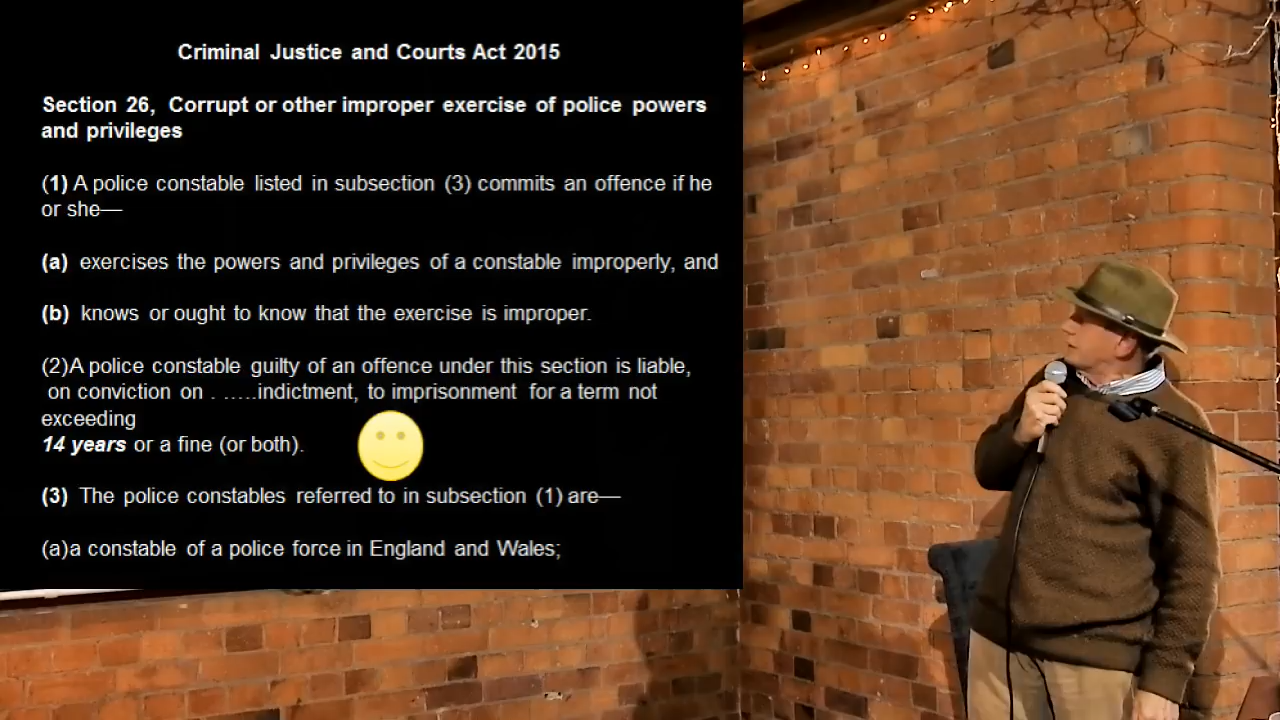 Criminal Justice and Courts Act 2015
Section 26, Corrupt or other improper exercise of police powers
and privileges
(1) A police constable listed in subsection (3) commits an offence if he
or she—
(a) exercises the powers and privileges of a constable improperly, and
(b) knows or ought to know that the exercise is improper.
(2)A police constable guilty of an offence under this section is liable,
on conviction on . …..indictment, to imprisonment for a term not
exceeding
14 years or a fine (or both).
(3) The police constables referred to in subsection (1) are—
(a)a constable of a police force in England and Wales;